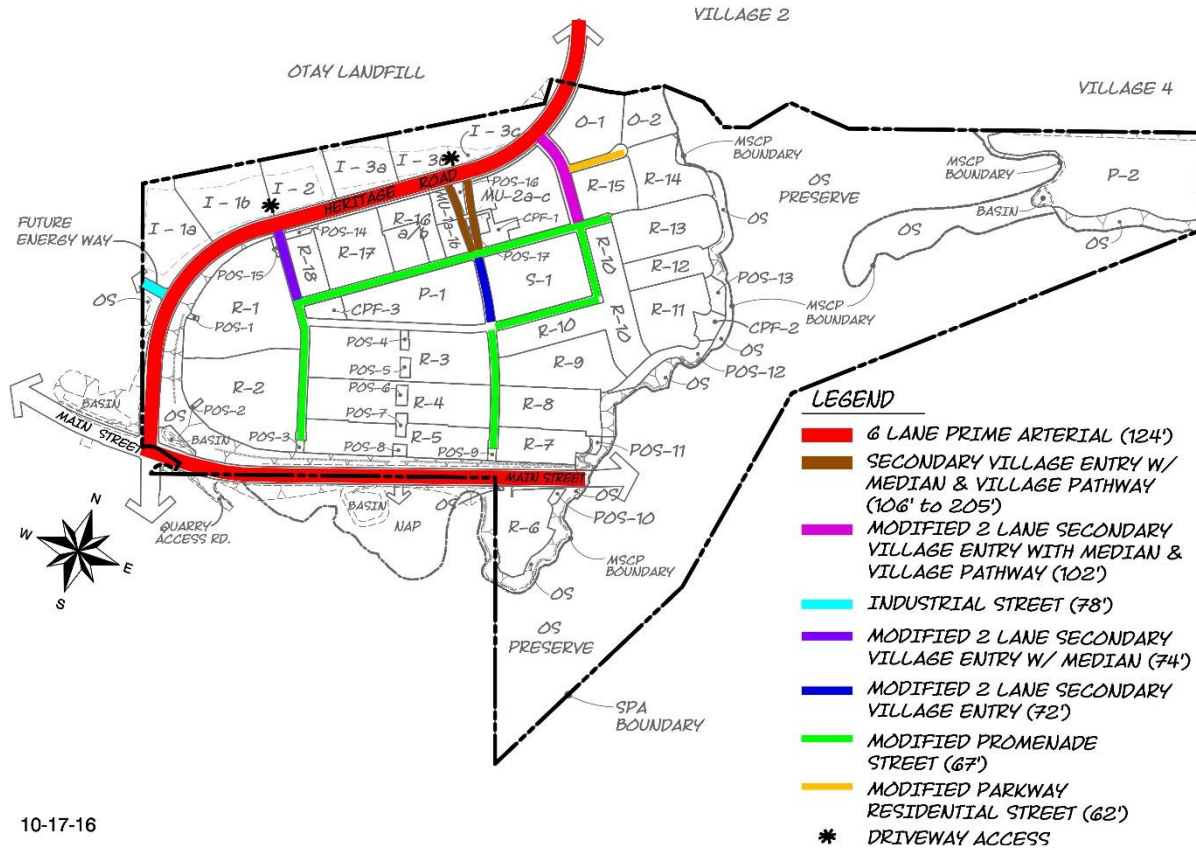 VILLAGE 2
OTAY LANDFILL
VILLAGE 4
I - 3c
O-1
O-2
MSCP
BOUNDARY
I - 3a
I - 2
I - 1b
I - 1a
HERITAGE ROAD
POS-16
MU-2a-c
R-15
R-14
OS
PRESERVE
MSCP
BOUNDARY
P-2
BASIN
OS
OS
OS
FUTURE
ENERGY WAY
POS-14
R-16
a/b
CPF-1
R-13
POS-15
R-18
R-17
POS-17
R-10
R-12
POS-13
OS
R-1
P-1
S-1
R-11
MSCP
BOUNDARY
POS-1
CPF-3
CPF-2
R-10
R-10
OS
POS-4
R-3
POS-12
POS-5
R-9
OS
R-2
POS-6
R-4
R-8
POS-2
POS-7
BASIN
OS
MAIN STREET
BASIN
POS-3
R-5
POS-8
POS-9
R-7
POS-11
MAIN STREET
OS
OS
POS-10
BASIN
NAP
R-6
QUARRY
ACCESS RD.
MSCP
BOUNDARY
OS
OS
PRESERVE
SPA
BOUNDARY
N
W
E
S
LEGEND
6 LANE PRIME ARTERIAL (124')
SECONDARY VILLAGE ENTRY W/
MEDIAN & VILLAGE PATHWAY
(106' to 205')
MODIFIED 2 LANE SECONDARY
VILLAGE ENTRY WITH MEDIAN &
VILLAGE PATHWAY (102')
INDUSTRIAL STREET (78')
MODIFIED 2 LANE SECONDARY
VILLAGE ENTRY W/ MEDIAN (74')
MODIFIED 2 LANE SECONDARY
VILLAGE ENTRY (72')
MODIFIED PROMENADE
STREET (67')
MODIFIED PARKWAY
RESIDENTIAL STREET (62')
DRIVEWAY ACCESS
10-17-16